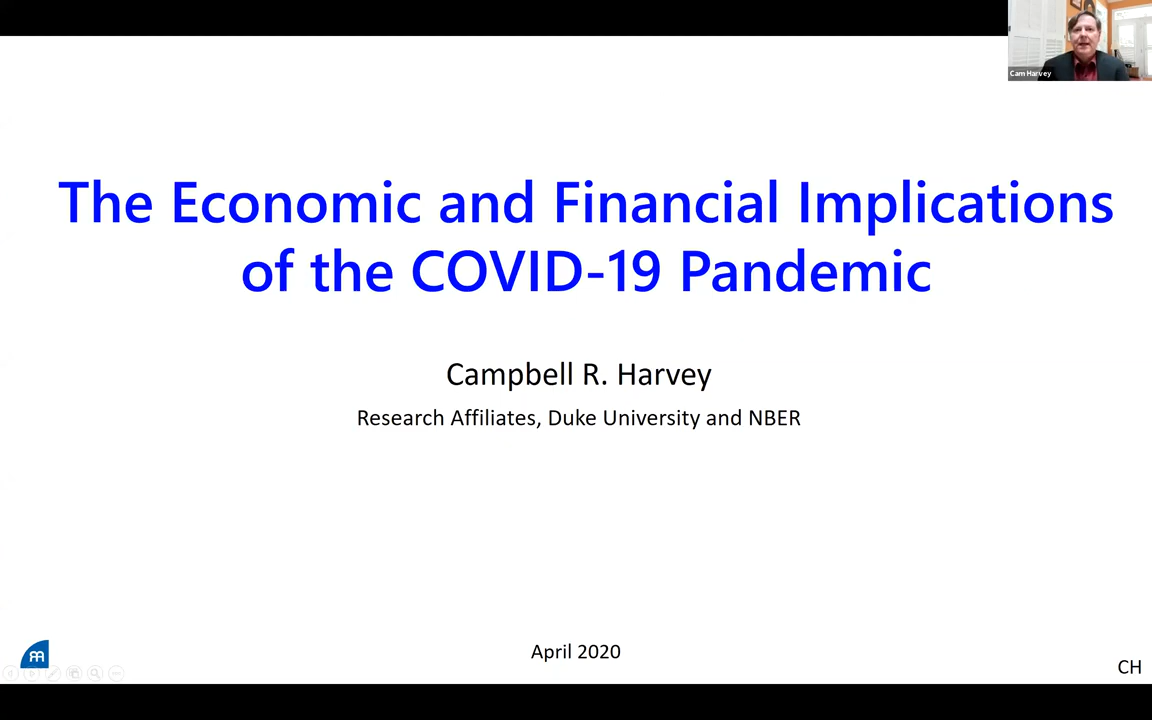 Cam Harvey
The Economic and Financial Implications
of the COVID-19 Pandemic
Campbell R. Harvey
Research Affiliates, Duke University and NBER
April 2020
CH